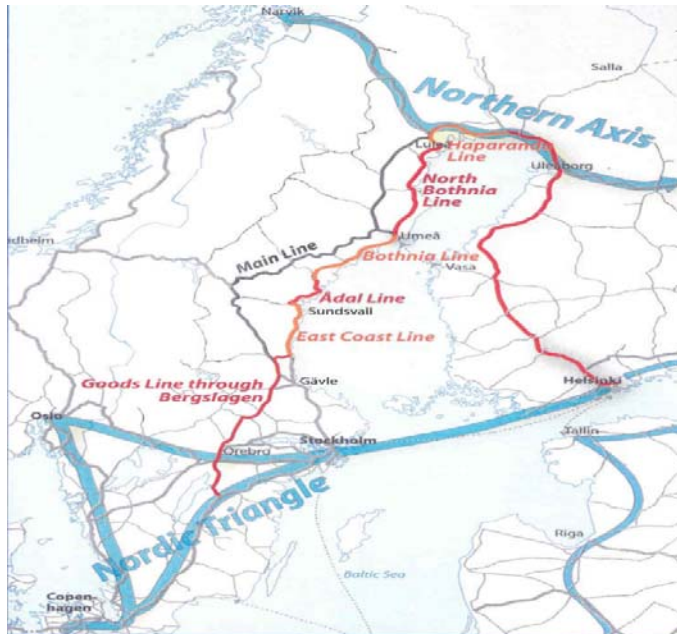 Narvik
Salla
Northern Axis
Luleå
Haparanda
Line
Uleåborg
North
Bothnia
Line
Umeå
Main Line
Bothnia Line
Vasa
Ådal Line
Sundsvall
East Coast Line
Goods Line through
Bergslagen
Gävle
Helsinki
Oslo
Stockholm
Tallin
Örebro
Nordic Triangle
Riga
Baltic Sea
Copen-
hagen